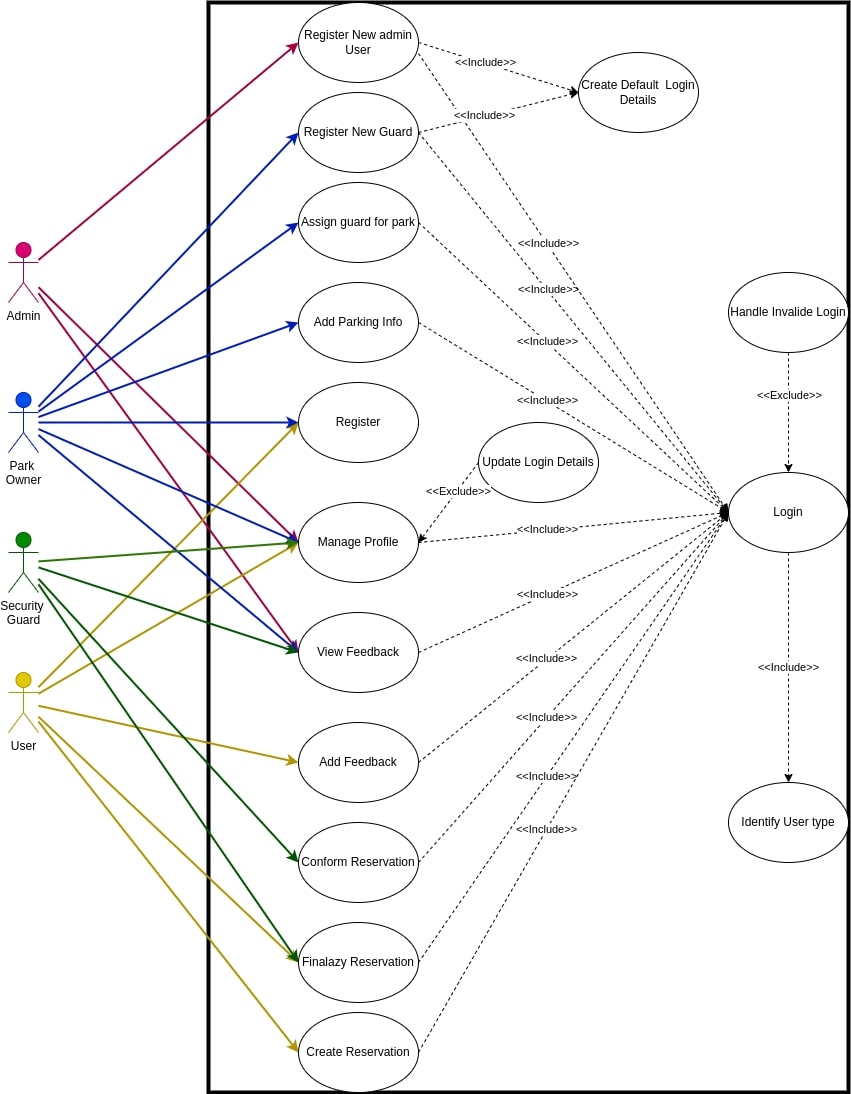 Register New admin
User
<<Include>>
Create Default  Login
Details
<<Include>>
Register New Guard
Assign guard for park
<<Include>>
Admin
<<Include>>
Add Parking Info
Handle Invalide Login
<<Include>>
<<Include>>
<<Exclude>>
Register
Park
Owner
Update Login Details
<<Exclude>>
Login
Manage Profile
<<Include>>
Security
Guard
<<Include>>
View Feedback
<<Include>>
<<Include>>
User
<<Include>>
Add Feedback
<<Include>>
Identify User type
<<Include>>
Conform Reservation
Finalazy Reservation
Create Reservation